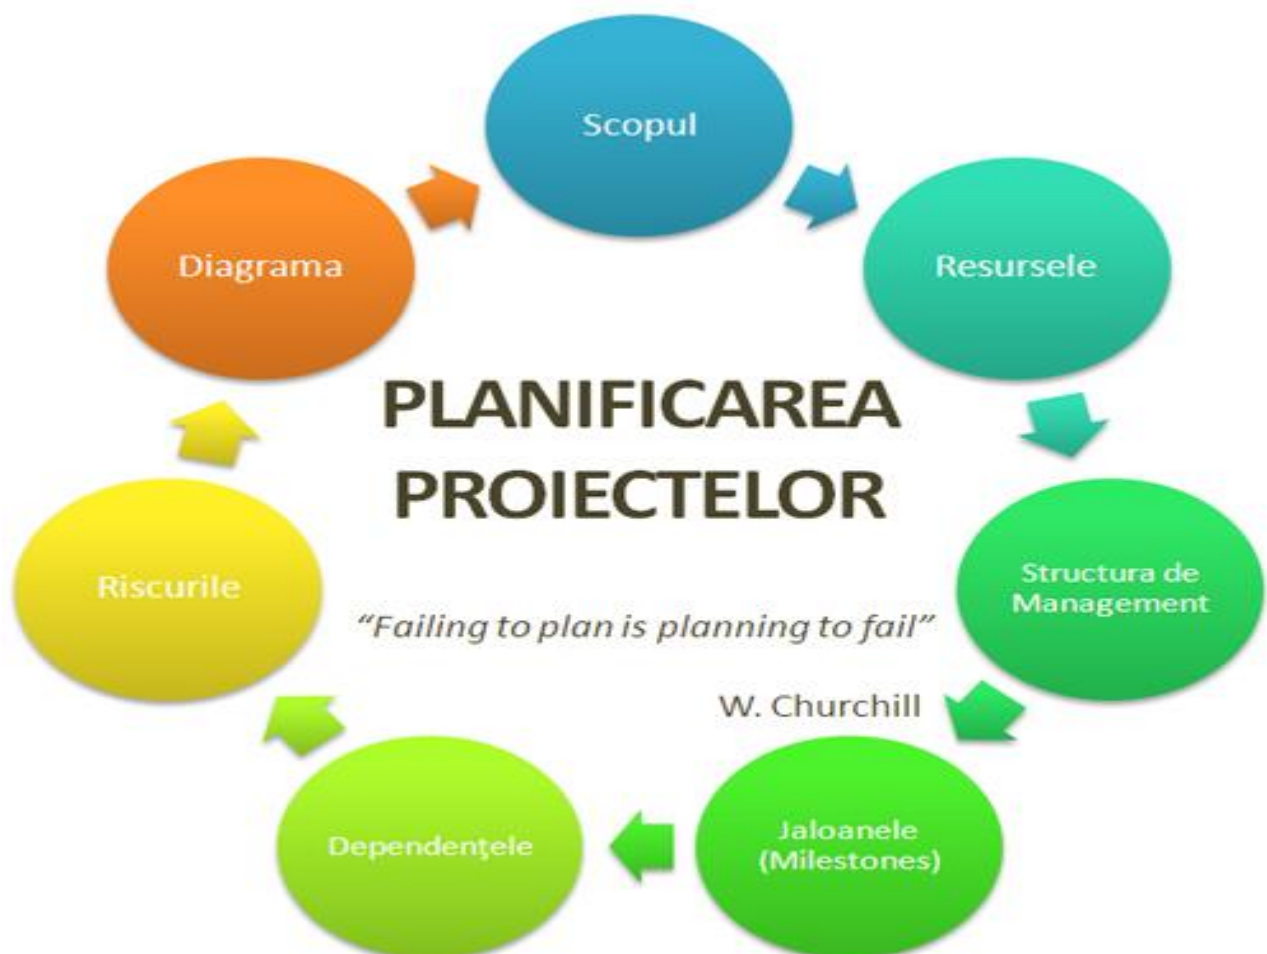 Scopul
Resursele
Structura de
Management
Jaloanele
(Milestones)
Dependenţele
Riscurile
Diagrama
PLANIFICAREA
PROIECTELOR
“Failing to plan is planning to fail”
W. Churchill